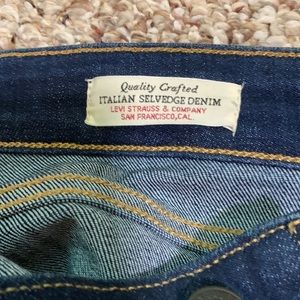 Quality Crafted
ITALIAN SELVEDGE DENIM
LEVI STRAUSS & COMPANY
SAN FRANCISCO,CAL.